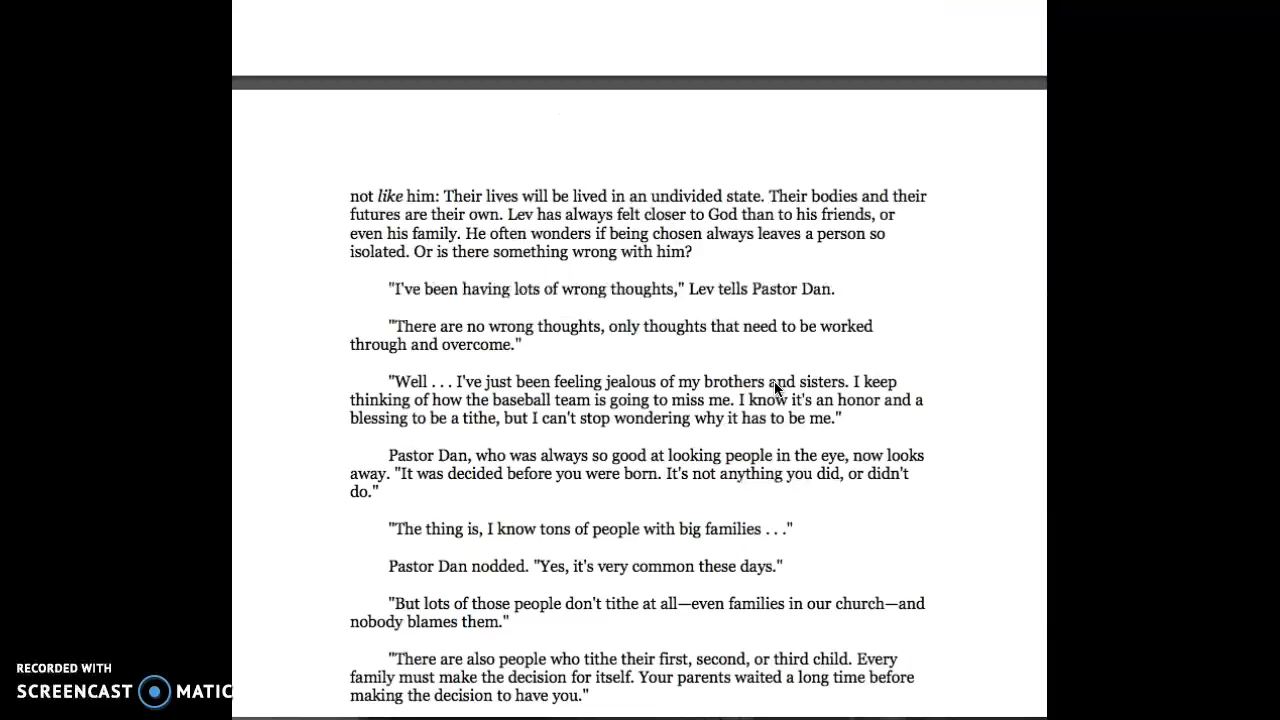 not like him: Their lives will be lived in an undivided state. Their bodies and their
futures are their own. Lev has always felt closer to God than to his friends, or
even his family. He often wonders if being chosen always leaves a person so
isolated. Or is there something wrong with him?
"I've been having lots of wrong thoughts," Lev tells Pastor Dan.
"There are no wrong thoughts, only thoughts that need to be worked
through and overcome."
"Well . . . I've just been feeling jealous of my brothers and sisters. I keep
thinking of how the baseball team is going to miss me. I know it's an honor and a
blessing to be a tithe, but I can't stop wondering why it has to be me."
Pastor Dan, who was always so good at looking people in the eye, now looks
away. "It was decided before you were born. It's not anything you did, or didn't
do."
"The thing is, I know tons of people with big families . . ."
Pastor Dan nodded. "Yes, it's very common these days."
"But lots of those people don't tithe at all—even families in our church—and
nobody blames them."
"There are also people who tithe their first, second, or third child. Every
family must make the decision for itself. Your parents waited a long time before
making the decision to have you."
RECORDED WITH
SCREENCAST MATIC